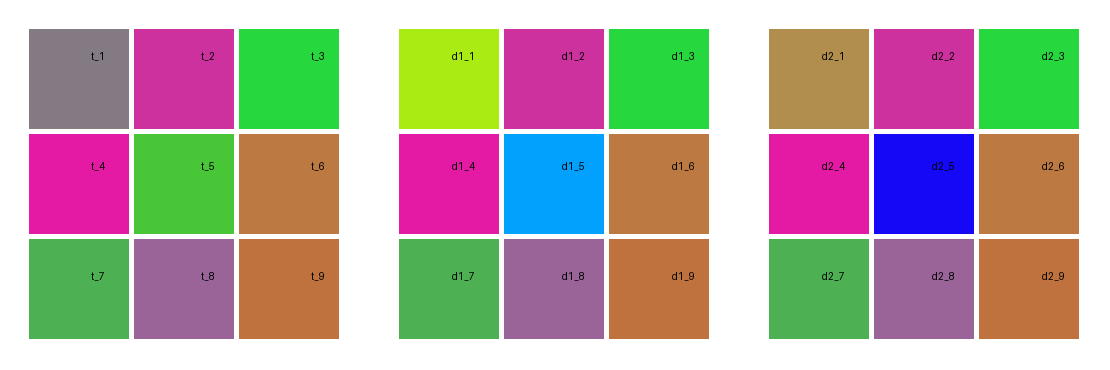 t_1 t_2 t_3 d1_1 d1_2 d1_3 d2_1 d2_2 d2_3
t_4 t_5 t_6 d1_4 d1_5 d1_6 d2_4 d2_5 d2_6
t_7 t_8 t_9 d1_7 d1_8 d1_9 d2_7 d2_8 d2_9